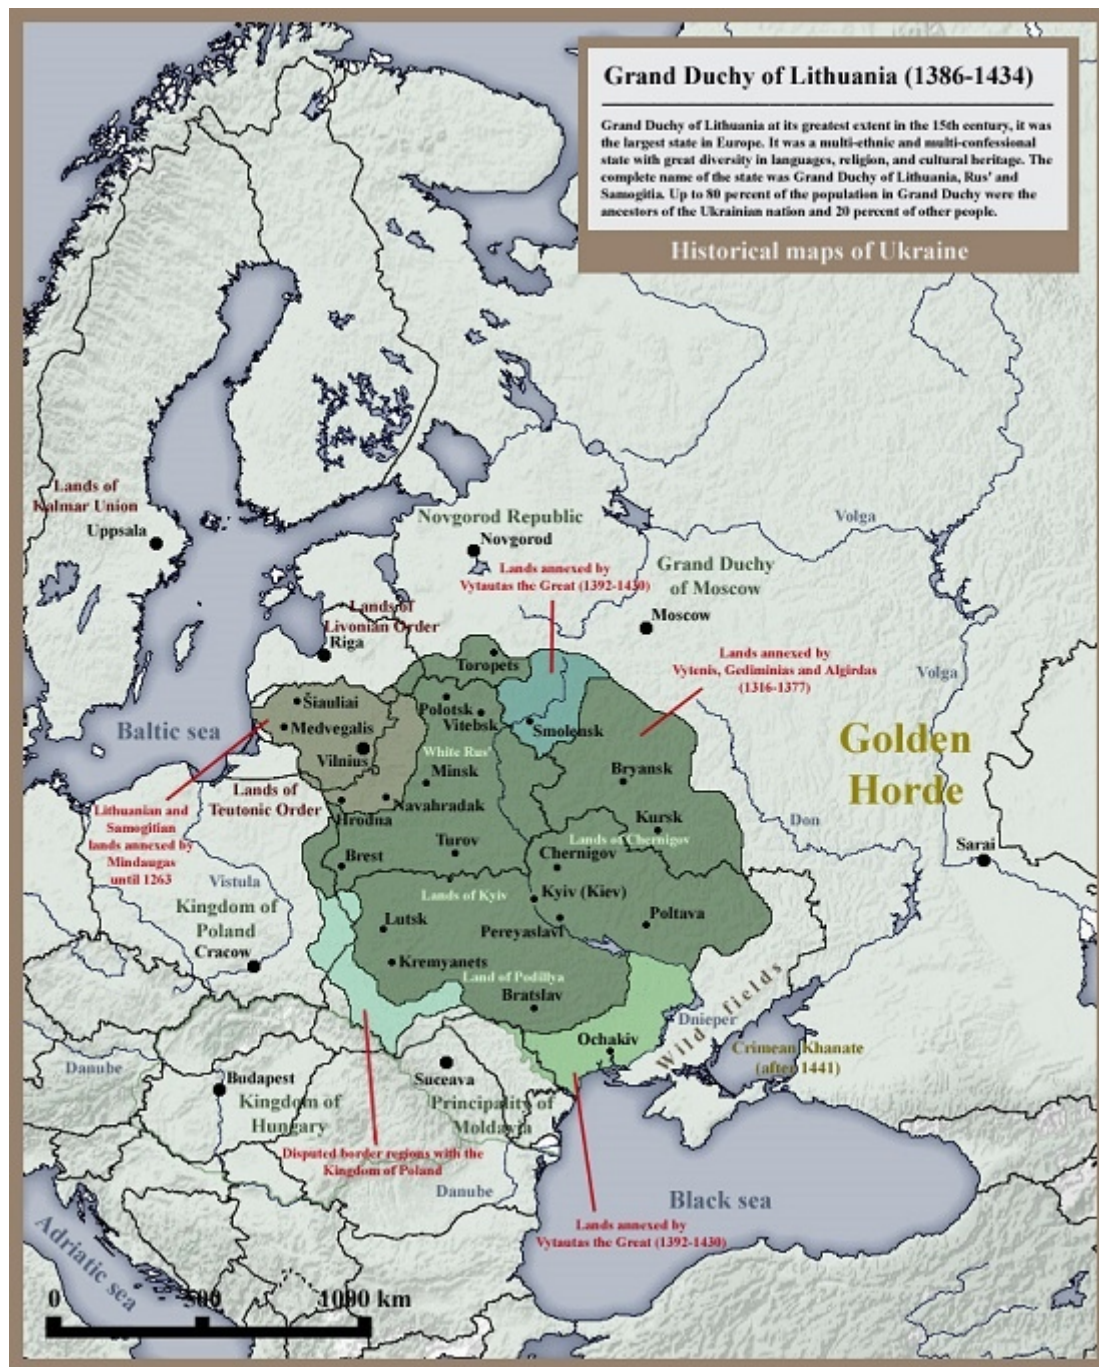 Grand Duchy of Lithuania (1386-1434)
Grand Duchy of Lithuania at its greatest extent in the 15th century, it was
the largest state in Europe. It was a multi-ethnic and multi-confessional
state with great diversity in languages, religion, and cultural heritage. The
complete name of the state was Grand Duchy of Lithuania, Rus' and
Samogitia. Up to 80 percent of the population in Grand Duchy were the
ancestors of the Ukrainian nation and 20 percent of other people.
Historical maps of Ukraine
Lands of
Kalmar Union
Uppsala
Novgorod Republic
Novgorod
Volga
Lands annexed by
Vytautas the Great (1392-1430)
Grand Duchy
of Moscow
Moscow
Lands of
Livonian Order
Riga
Toropets
Lands annexed by
Vytenis, Gediminias and Algirdas
(1316-1377)
Volga
Šiauliai
Polotsk
Vitebsk
Medvegalis
Smolensk
Baltic sea
Vilnius
White Rus'
Golden
Horde
Minsk
Bryansk
Lands of
Teutonic Order
Navahradak
Hrodna
Lithuanian and
Samogitian
lands annexed by
Mindaugas
until 1263
Kursk
Don
Turov
Lands of Chernigov
Chernigov
Sarai
Brest
Vistula
Lands of Kyiv
Kyiv (Kiev)
Kingdom of
Poland
Lutsk
Poltava
Pereyaslavl
Cracow
Kremyanets
Land of Podillya
Bratslav
Wild fields
Dnieper
Ochakiv
Crimean Khanate
(after 1441)
Danube
Budapest
Suceava
Kingdom of
Hungary
Principality of
Moldavia
Disputed border regions with the
Kingdom of Poland
Danube
Black sea
Lands annexed by
Vytautas the Great (1392-1430)
Adriatic sea
0 500 1000 km